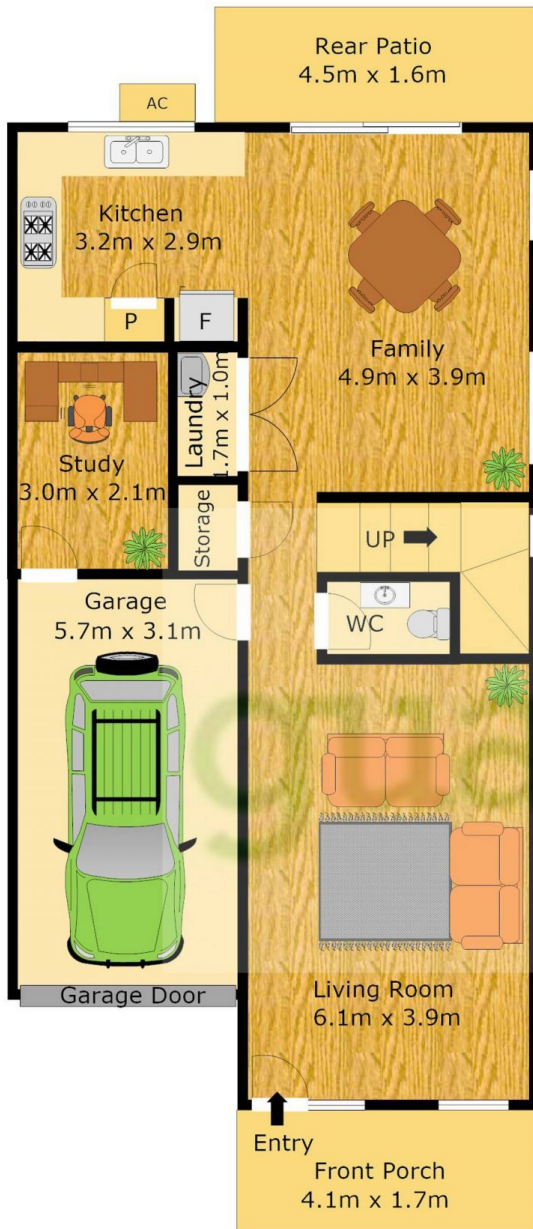 Rear Patio
4.5m x 1.6m
AC
Kitchen
3.2m x 2.9m
P
F
Family
4.9m x 3.9m
Laundry
1.7m x 1.0m
Study
3.0m x 2.1m
Storage
UP
Garage
5.7m x 3.1m
WC
Living Room
6.1m x 3.9m
Garage Door
Entry
Front Porch
4.1m x 1.7m